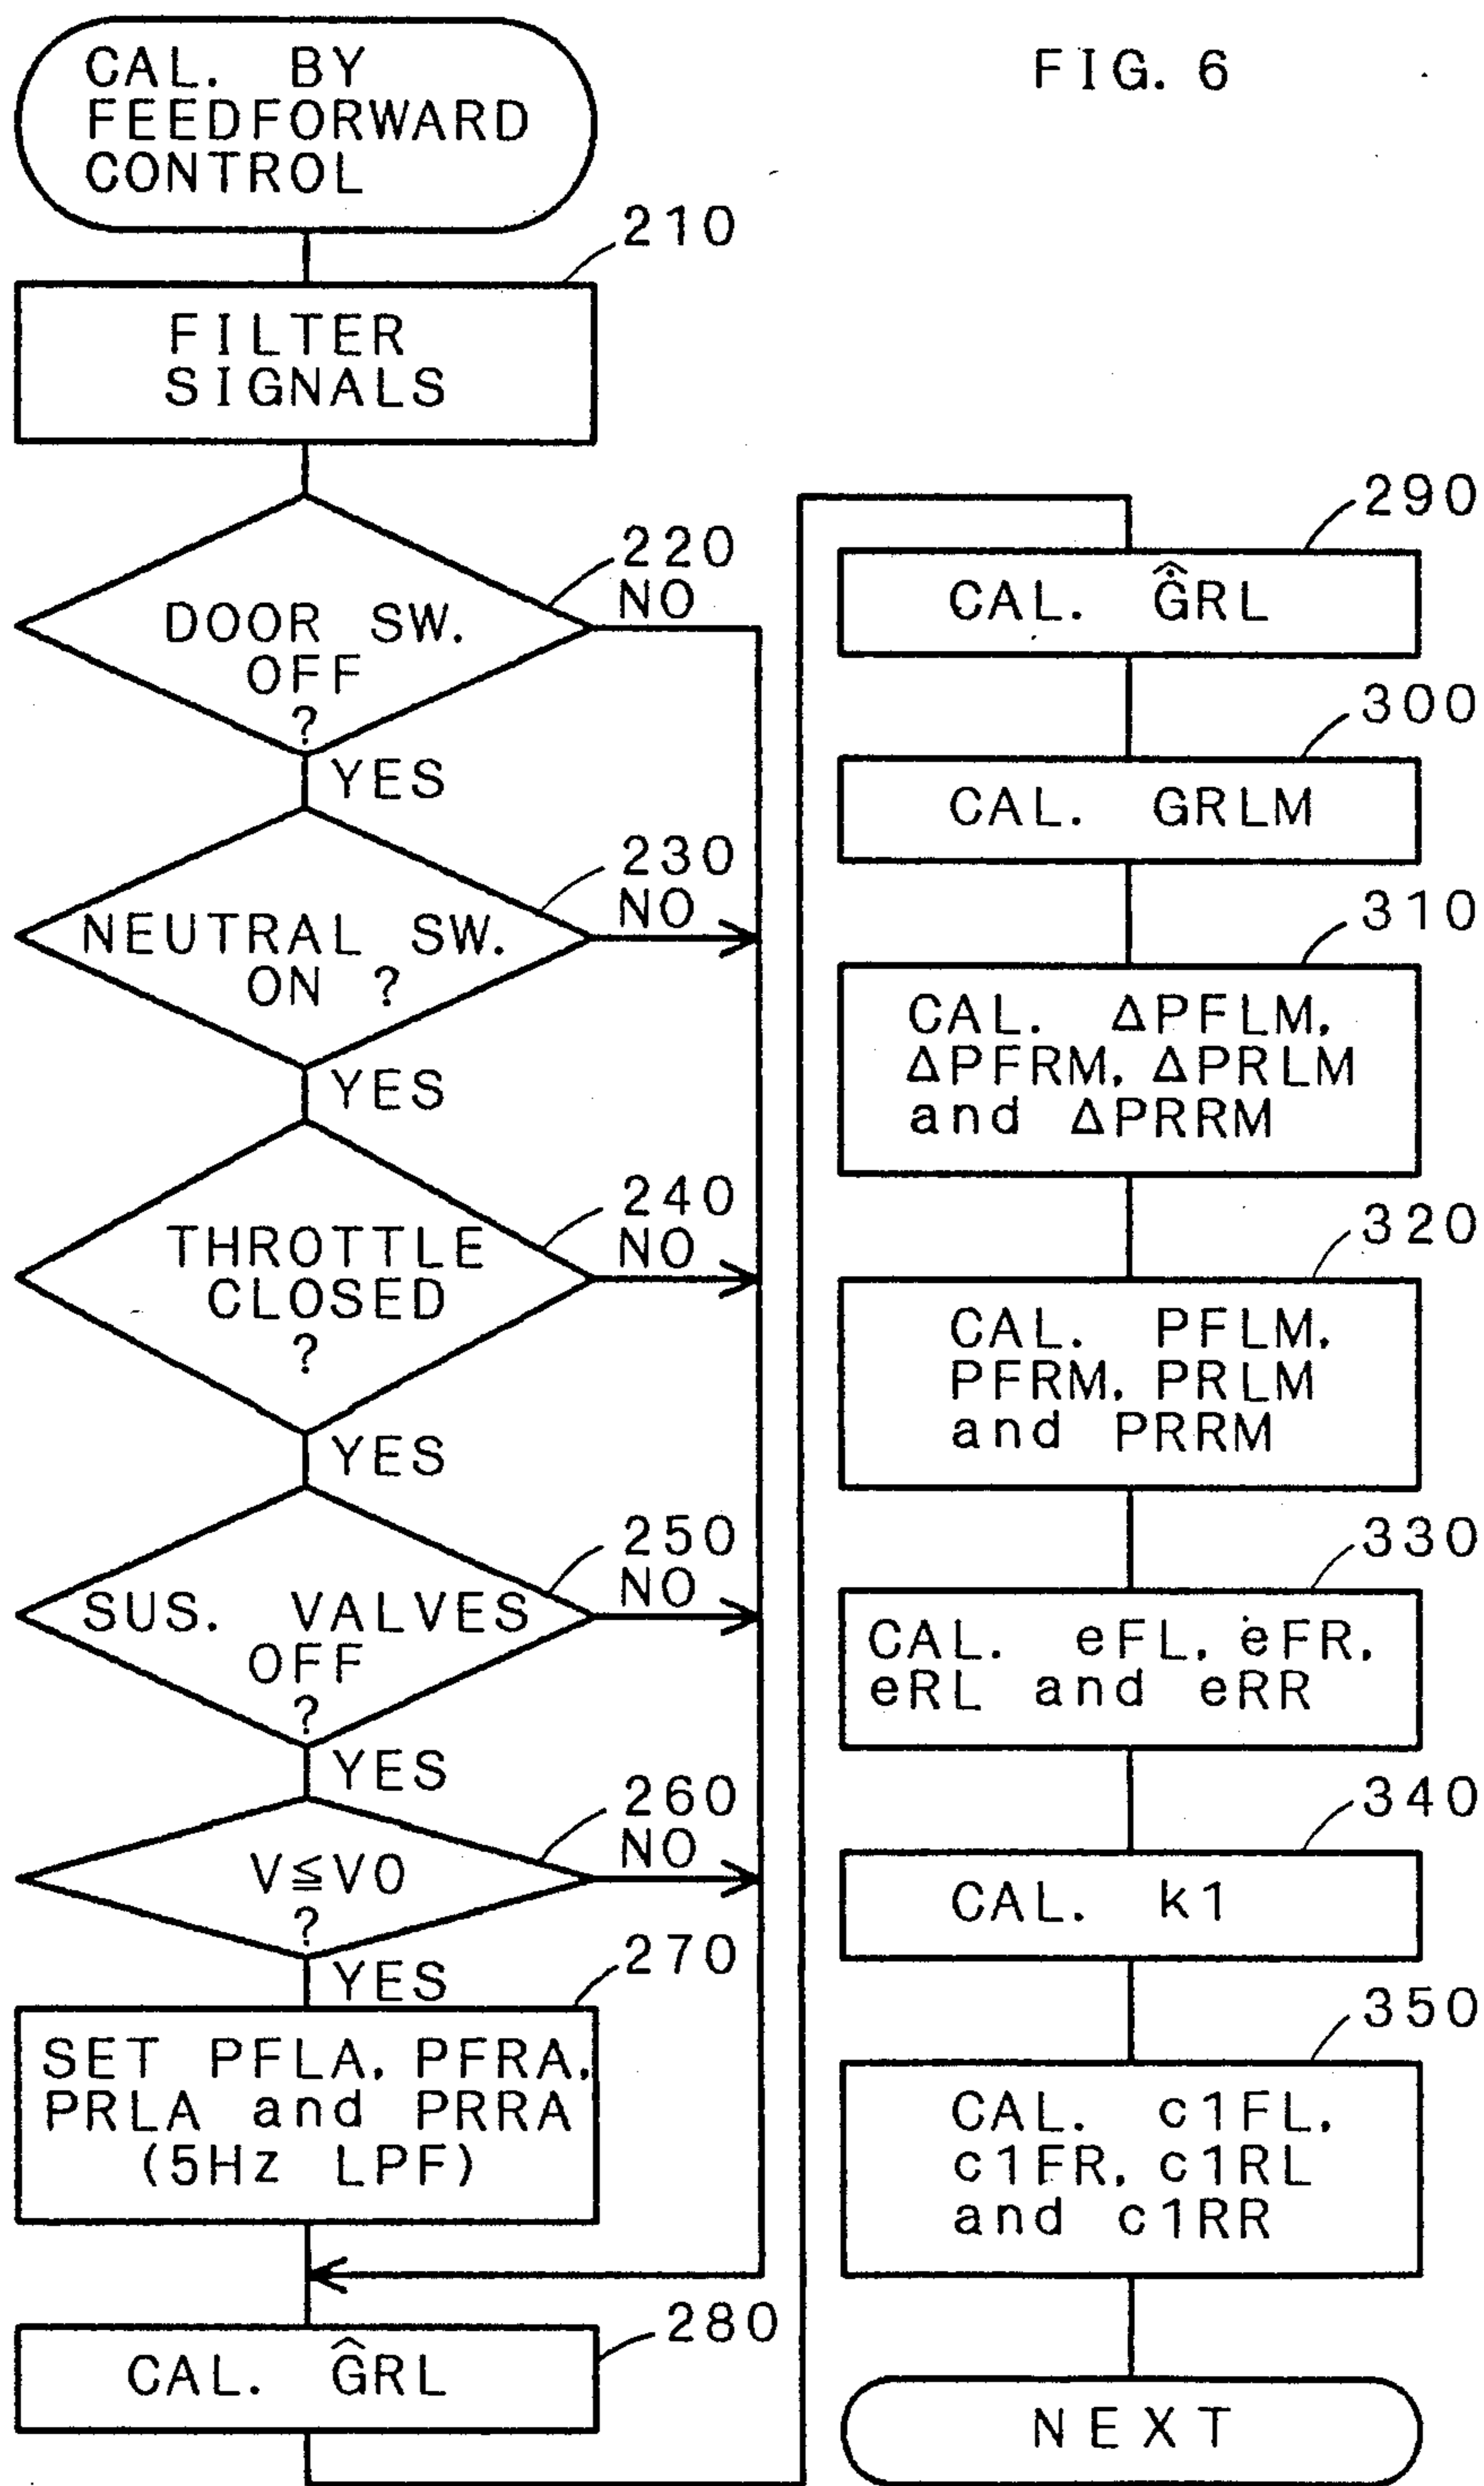 FIG. 6
CAL. BY
FEEDFORWARD
CONTROL
210
FILTER
SIGNALS
220
NO
DOOR SW.
OFF
?
YES
230
NO
NEUTRAL SW.
ON ?
YES
240
NO
THROTTLE
CLOSED
?
YES
250
NO
SUS. VALVES
OFF
?
YES
260
NO
V≦V0
?
YES
270
SET PFLA, PFRA,
PRLA and PRRA
(5Hz LPF)
280
CAL. ĜRL
290
CAL. Ġ̂RL
300
CAL. GRLM
310
CAL. ΔPFLM,
ΔPFRM, ΔPRLM
and ΔPRRM
320
CAL. PFLM,
PFRM, PRLM
and PRRM
330
CAL. eFL, eFR,
eRL and eRR
340
CAL. k1
350
CAL. c1FL,
c1FR, c1RL
and c1RR
NEXT